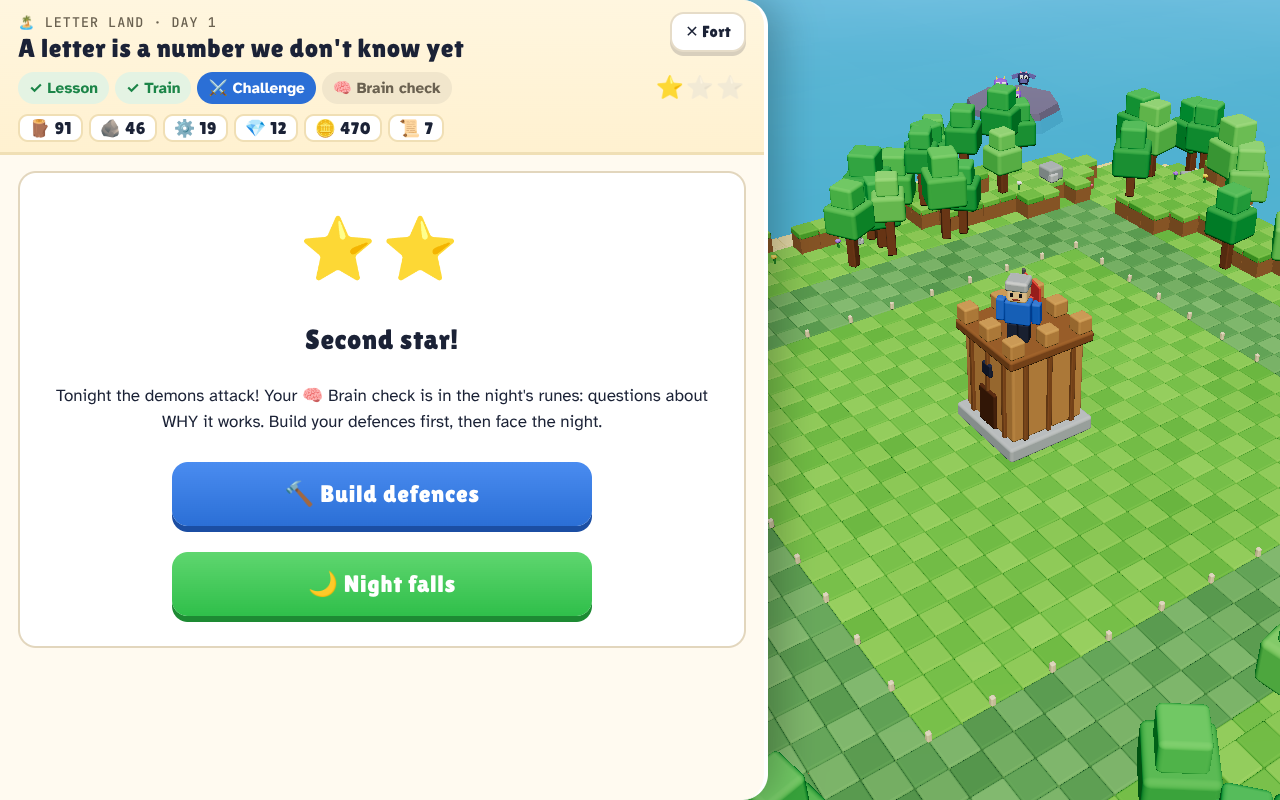 LETTER LAND · DAY 1
A letter is a number we don't know yet
✕ Fort
✓ Lesson
✓ Train
Challenge
Brain check
91
46
19
12
470
7
Second star!
Tonight the demons attack! Your 🧠 Brain check is in the night's runes: questions about
WHY it works. Build your defences first, then face the night.
Build defences
Night falls